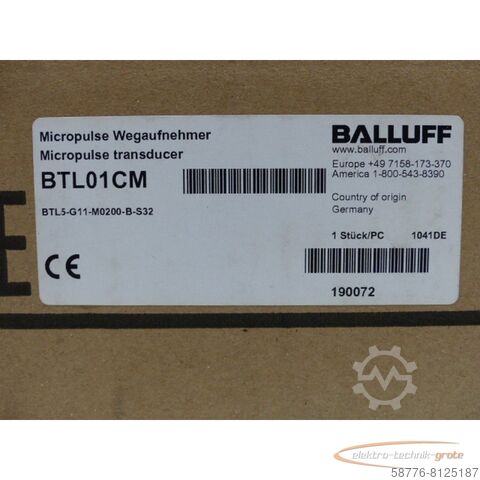 Micropulse Wegaufnehmer
Micropulse transducer
BTL01CM
BTL5-G11-M0200-B-S32
CE
BALLUFF
www.balluff.com
Europe +49 7158-173-370
America 1-800-543-8390
Country of origin
Germany
1 Stück/PC 1041DE
190072
E
elektro-technik-grote
58776-8125187